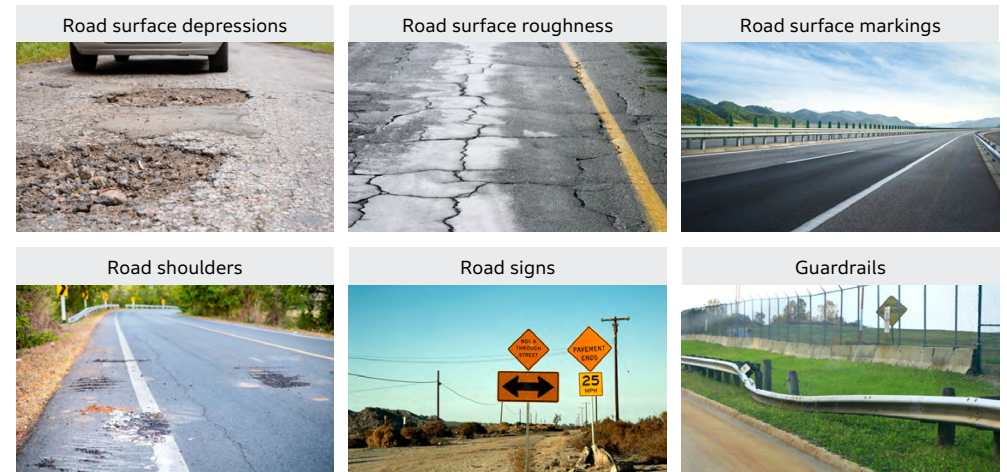 Road surface depressions
Road surface roughness
Road surface markings
Road shoulders
Road signs
Guardrails
NOT A
THROUGH
STREET
PAVEMENT
ENDS
25
MPH